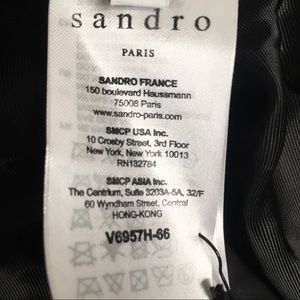 sandro
PARIS
SANDRO FRANCE
150 boulevard Haussmann
75008 Paris
www.sandro-paris.com
SMCP USA Inc.
10 Crosby Street, 3rd Floor
New York, New York 10013
RN132784
SMCP ASIA Inc.
The Centrium, Suite 3203A-5A, 32/F
60 Wyndham Street, Central
HONG-KONG
V6957H-66